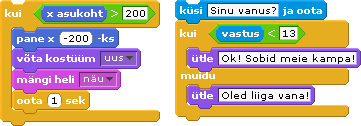 kui x asukoht > 200
pane x -200 -ks
võta kostüüm uus
mängi heli näu
oota 1 sek
küsi Sinu vanus? ja oota
kui vastus < 13
ütle Ok! Sobid meie kampa!
muidu
ütle Oled liiga vana!